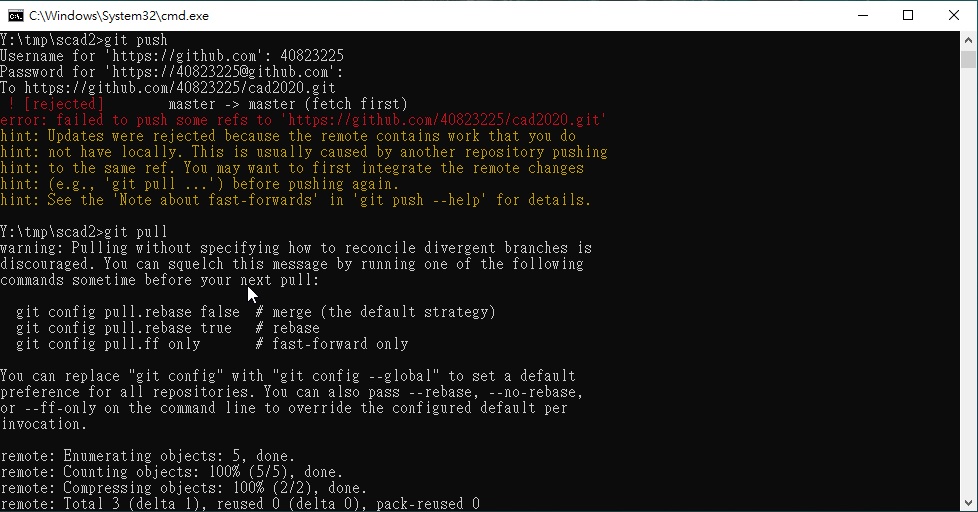 C:\Windows\System32\cmd.exe
Y:\tmp\scad2>git push
Username for 'https://github.com': 40823225
Password for 'https://40823225@github.com':
To https://github.com/40823225/cad2020.git
 ! [rejected]        master -> master (fetch first)
error: failed to push some refs to 'https://github.com/40823225/cad2020.git'
hint: Updates were rejected because the remote contains work that you do
hint: not have locally. This is usually caused by another repository pushing
hint: to the same ref. You may want to first integrate the remote changes
hint: (e.g., 'git pull ...') before pushing again.
hint: See the 'Note about fast-forwards' in 'git push --help' for details.
Y:\tmp\scad2>git pull
warning: Pulling without specifying how to reconcile divergent branches is
discouraged. You can squelch this message by running one of the following
commands sometime before your next pull:
  git config pull.rebase false  # merge (the default strategy)
  git config pull.rebase true   # rebase
  git config pull.ff only       # fast-forward only
You can replace "git config" with "git config --global" to set a default
preference for all repositories. You can also pass --rebase, --no-rebase,
or --ff-only on the command line to override the configured default per
invocation.
remote: Enumerating objects: 5, done.
remote: Counting objects: 100% (5/5), done.
remote: Compressing objects: 100% (2/2), done.
remote: Total 3 (delta 1), reused 0 (delta 0), pack-reused 0